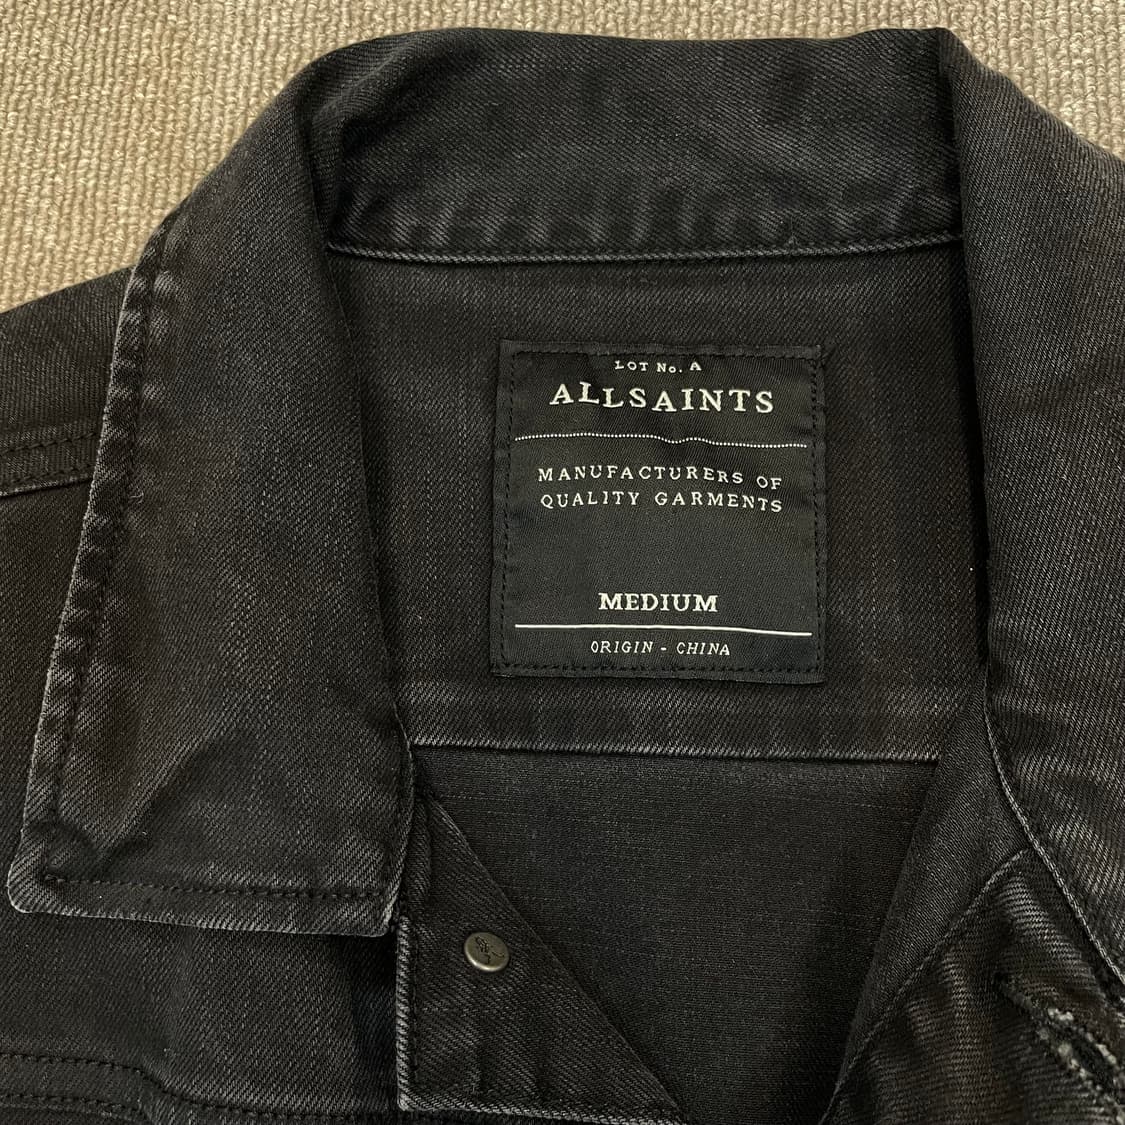 LOT No. A
ALLSAINTS
MANUFACTURERS OF
QUALITY GARMENTS
MEDIUM
ORIGIN - CHINA